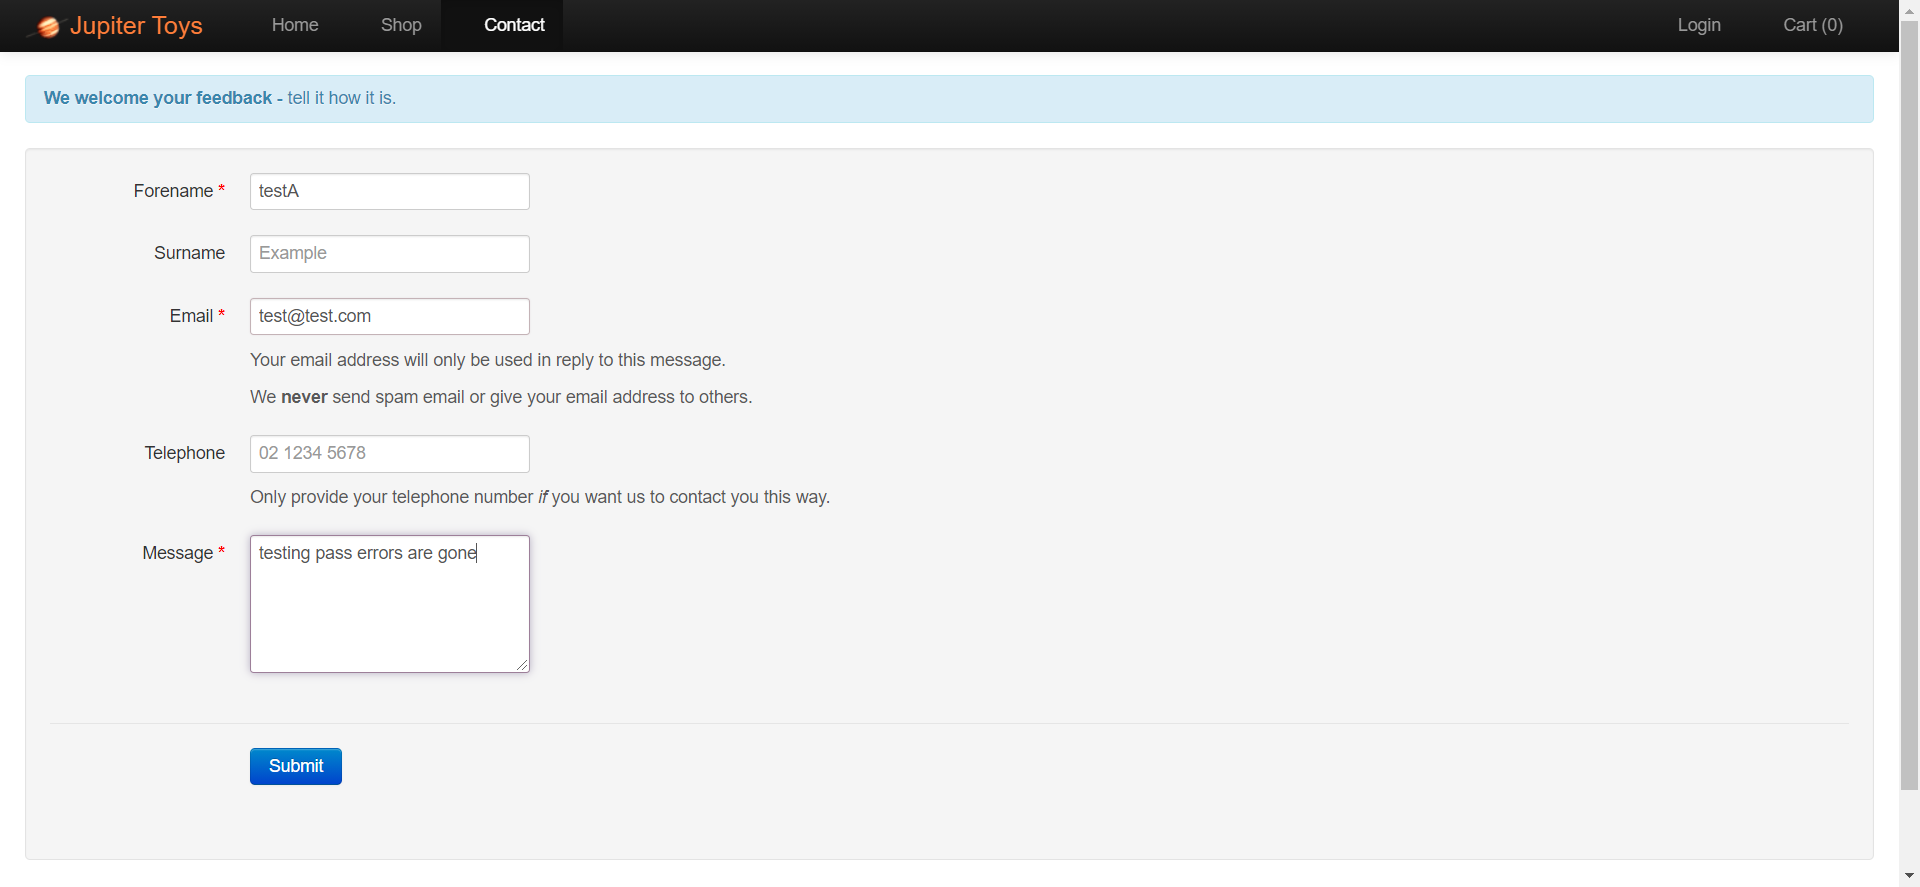 Jupiter Toys Home Shop Contact Login Cart (0)
We welcome your feedback - tell it how it is.
Forename * testA
Surname Example
Email * test@test.com
Your email address will only be used in reply to this message.
We never send spam email or give your email address to others.
Telephone 02 1234 5678
Only provide your telephone number if you want us to contact you this way.
Message * testing pass errors are gone
Submit